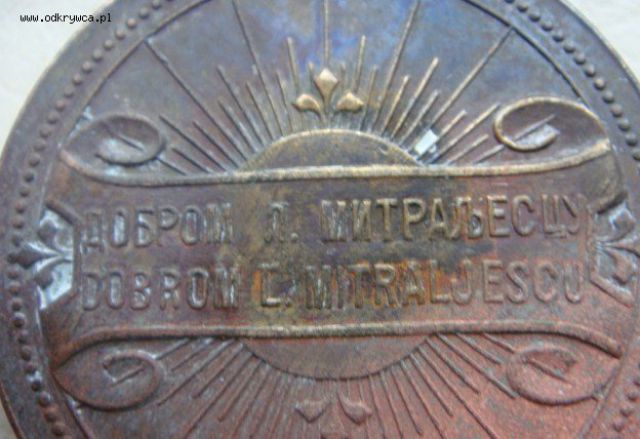 www.odkrywca.pl
ДОБРОМ Л. МИТРАЉЕСЦУ
DOBROM L. MITRALJESCU